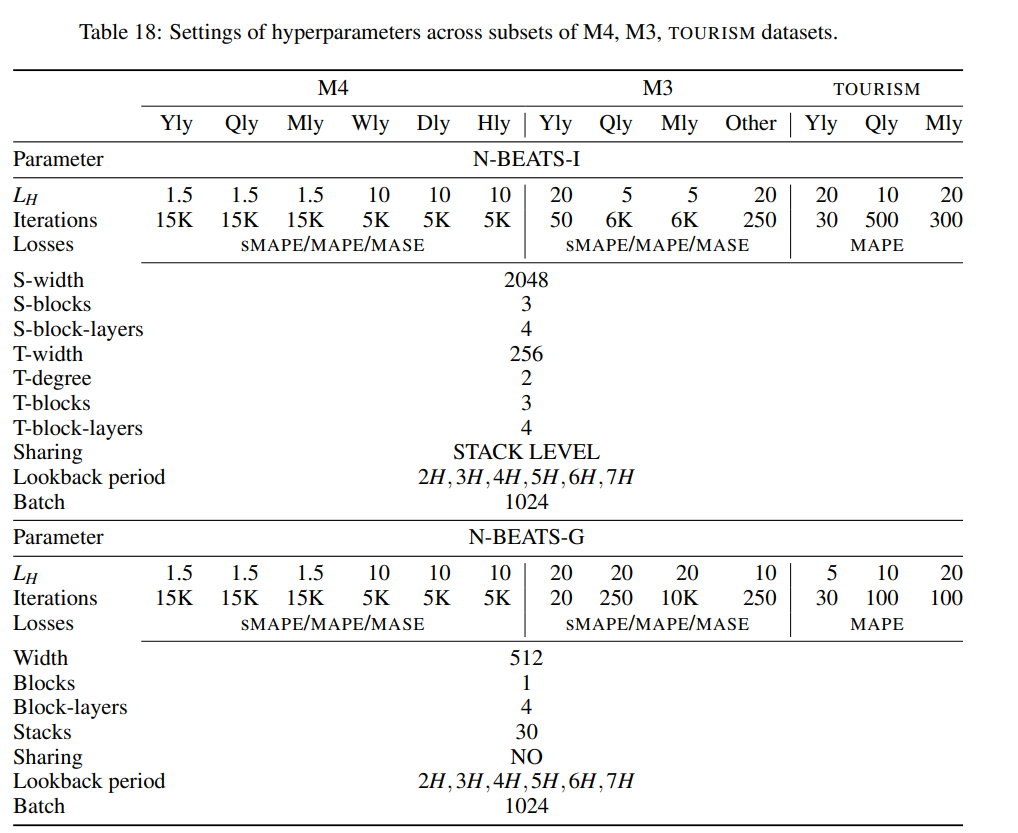 Table 18: Settings of hyperparameters across subsets of M4, M3, TOURISM datasets.
M4 M3 TOURISM
Yly Qly Mly Wly Dly Hly Yly Qly Mly Other Yly Qly Mly
Parameter N-BEATS-I
L_H 1.5 1.5 1.5 10 10 10 20 5 5 20 20 10 20
Iterations 15K 15K 15K 5K 5K 5K 50 6K 6K 250 30 500 300
Losses sMAPE/MAPE/MASE sMAPE/MAPE/MASE MAPE
S-width 2048
S-blocks 3
S-block-layers 4
T-width 256
T-degree 2
T-blocks 3
T-block-layers 4
Sharing STACK LEVEL
Lookback period 2H,3H,4H,5H,6H,7H
Batch 1024
Parameter N-BEATS-G
L_H 1.5 1.5 1.5 10 10 10 20 20 20 10 5 10 20
Iterations 15K 15K 15K 5K 5K 5K 20 250 10K 250 30 100 100
Losses sMAPE/MAPE/MASE sMAPE/MAPE/MASE MAPE
Width 512
Blocks 1
Block-layers 4
Stacks 30
Sharing NO
Lookback period 2H,3H,4H,5H,6H,7H
Batch 1024